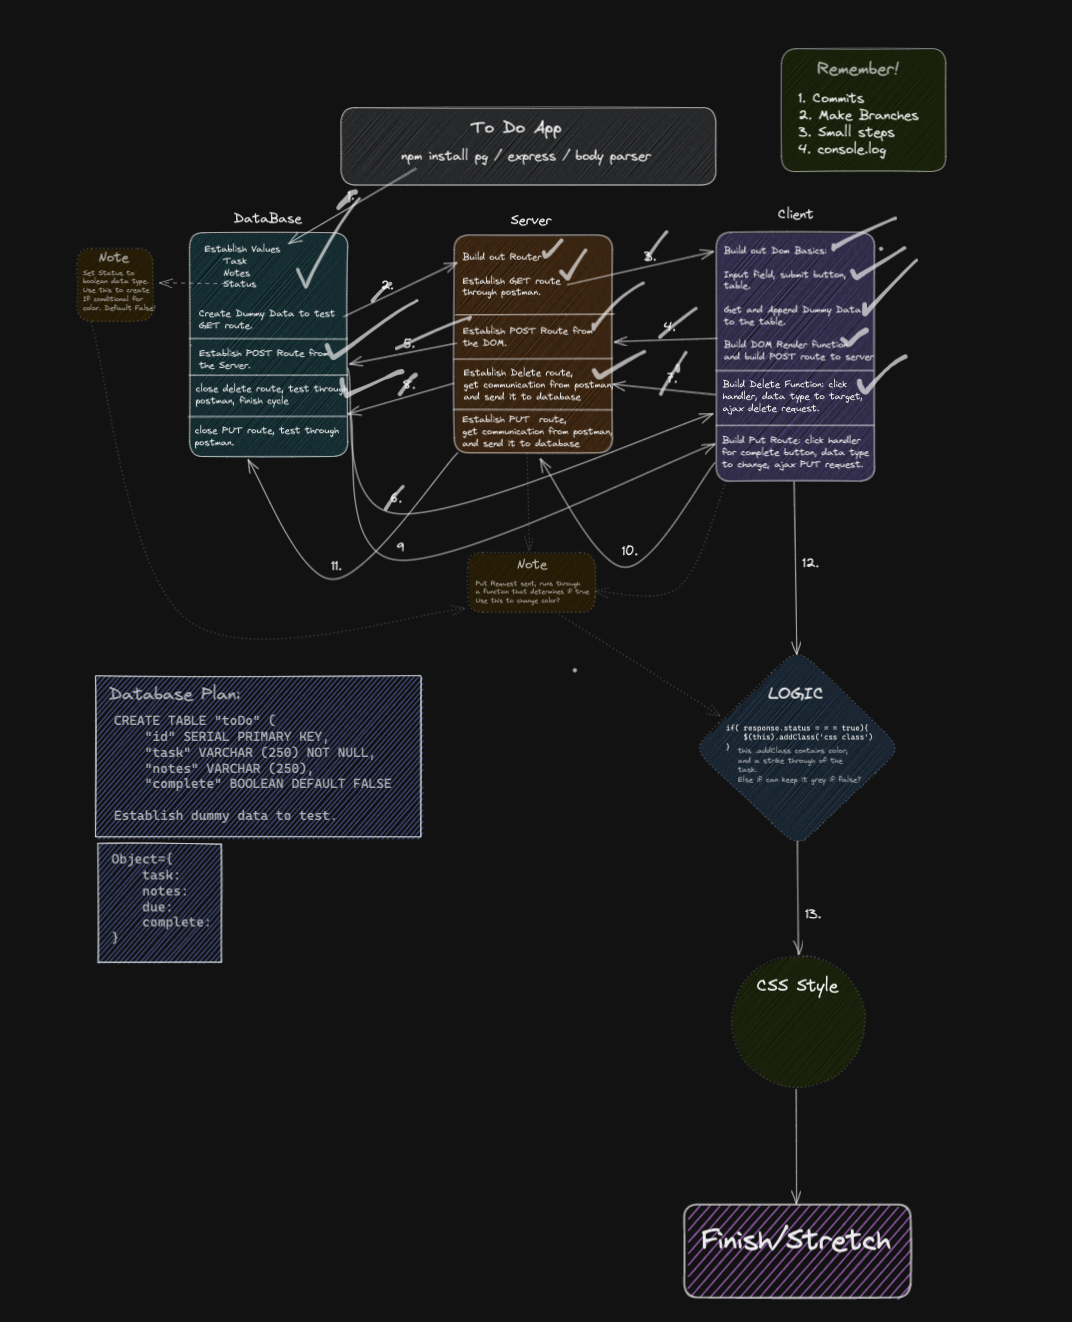 Remember!
1. Commits
2. Make Branches
3. Small steps
4. console.log
To Do App
npm install pg / express / body parser
1.
DataBase
Establish Values
Task
Notes
Status
Create Dummy Data to test
GET route.
Establish POST Route from
the Server.
close delete route, test through
postman, finish cycle
close PUT route, test through
postman.
Note
Set Status to
boolean data type.
Use this to create
If conditional for
color. Default False
2.
Server
Build out Router
Establish GET route
through postman.
Establish POST Route from
the DOM.
Establish Delete route,
get communication from postman
and send it to database
Establish PUT route,
get communication from postman,
and send it to database
3.
4.
5.
7.
8.
Client
Build out Dom Basics:
Input field, submit button,
table.
Get and Append Dummy Data
to the table.
Build DOM Render function
and build POST route to server
Build Delete Function: click
handler, data type to target,
ajax delete request.
Build Put Route: click handler
for complete button, data type
to change, ajax PUT request.
6.
9
10.
11.
12.
Note
Put Request sent, runs through
a function that determines if true
Use this to change color?
LOGIC
if( response.status = = = true){
$(this).addClass('css class')
}
this .addClass contains color,
and a strike through of the
task.
Else if can keep it grey if false?
Database Plan:
CREATE TABLE "toDo" (
"id" SERIAL PRIMARY KEY,
"task" VARCHAR (250) NOT NULL,
"notes" VARCHAR (250),
"complete" BOOLEAN DEFAULT FALSE
Establish dummy data to test.
Object={
task:
notes:
due:
complete:
}
13.
CSS Style
Finish/Stretch